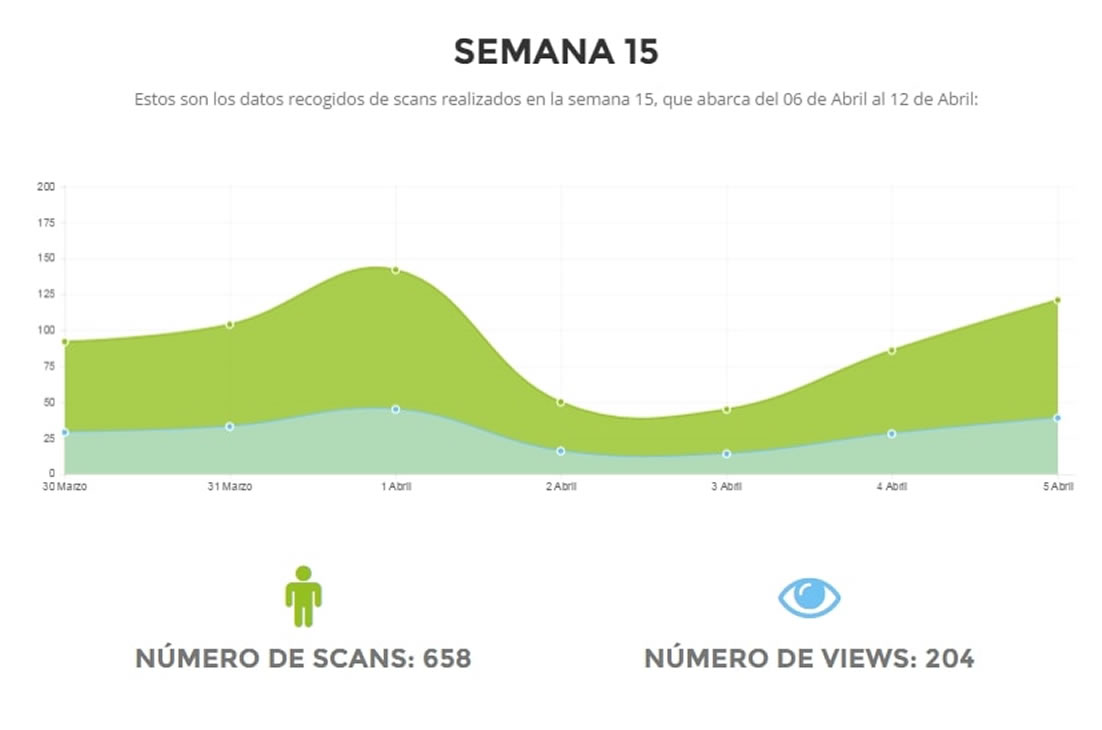 SEMANA 15
Estos son los datos recogidos de scans realizados en la semana 15, que abarca del 06 de Abril al 12 de Abril:
200
175
150
125
100
75
50
25
0
30 Marzo 31 Marzo 1 Abril 2 Abril 3 Abril 4 Abril 5 Abril
NÚMERO DE SCANS: 658 NÚMERO DE VIEWS: 204